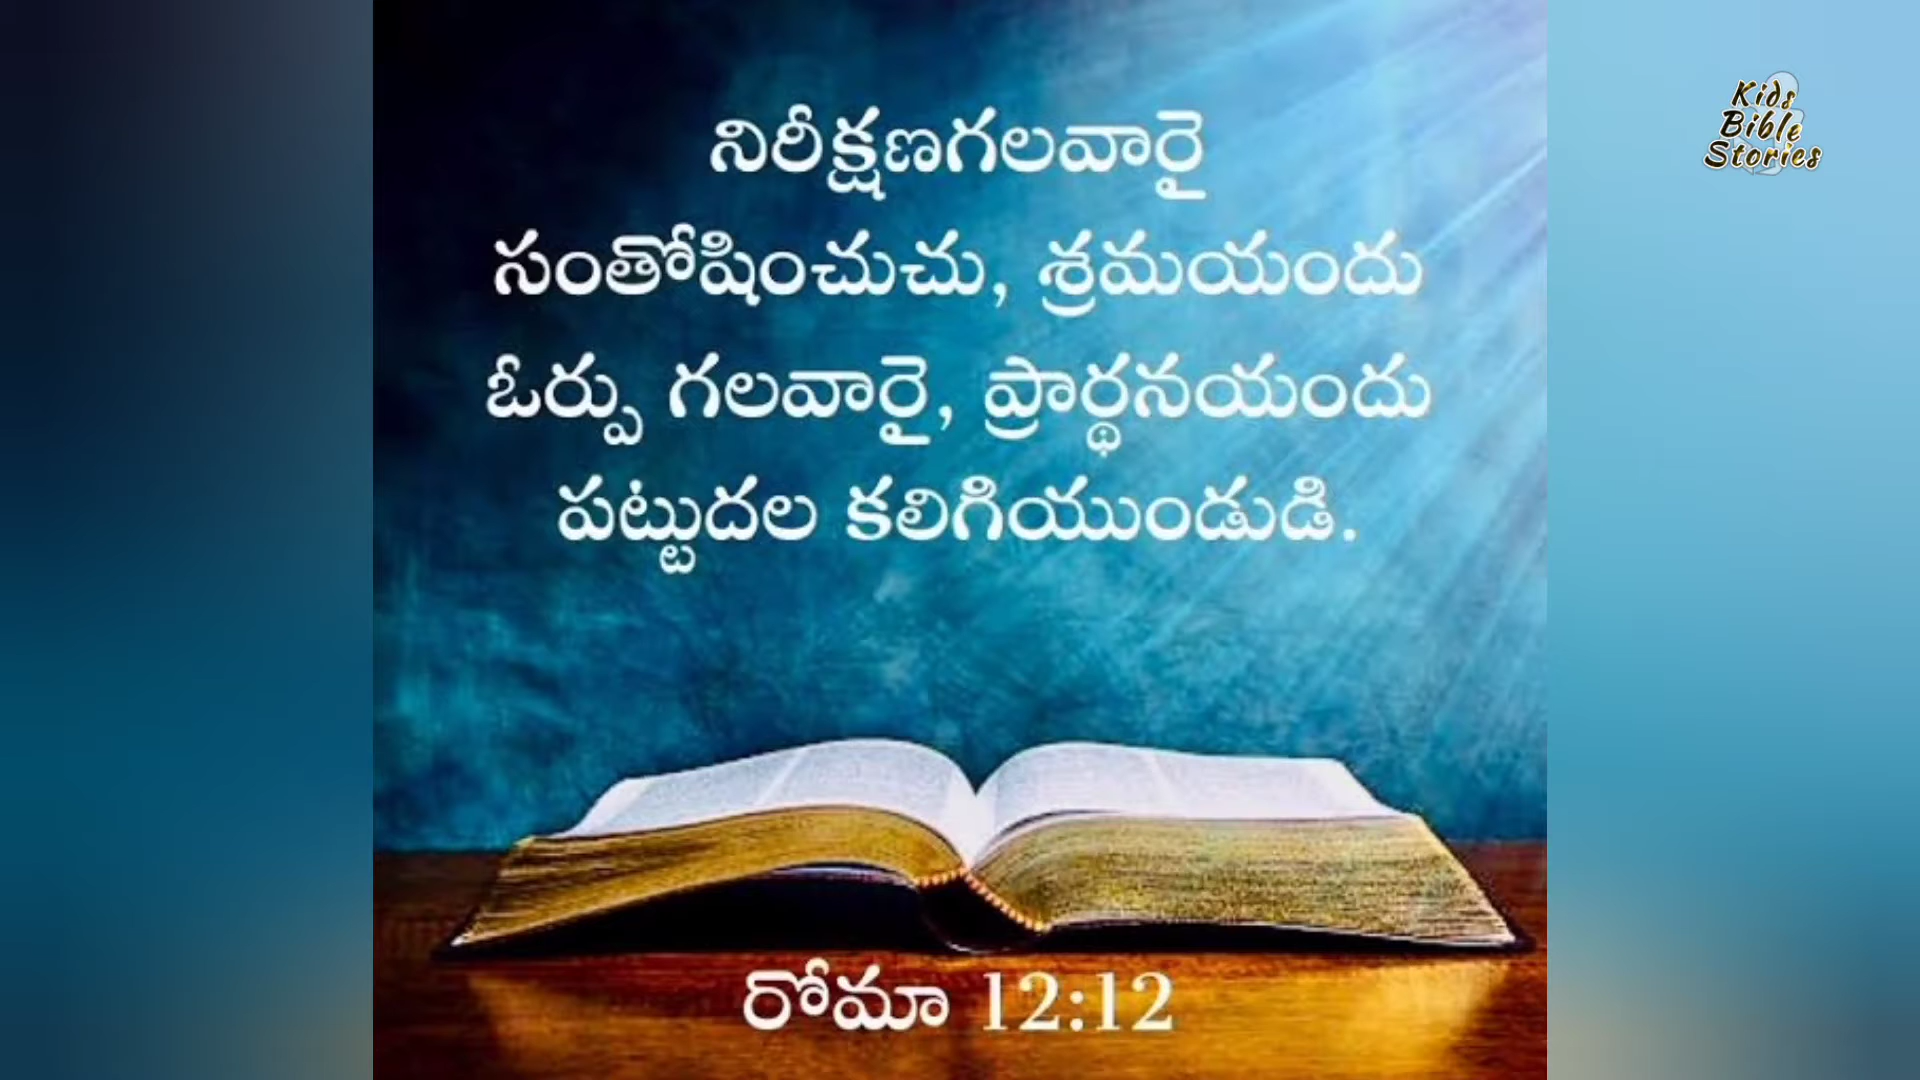 నిరీక్షణగలవారై
సంతోషించుచు, శ్రమయందు
ఓర్పు గలవారై, ప్రార్థనయందు
పట్టుదల కలిగియుండుడి.
రోమా 12:12
Kids
Bible
Stories